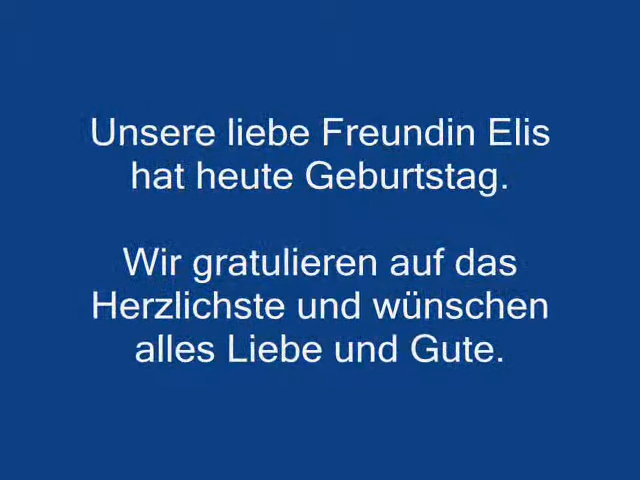 Unsere liebe Freundin Elis
hat heute Geburtstag.
Wir gratulieren auf das
Herzlichste und wünschen
alles Liebe und Gute.